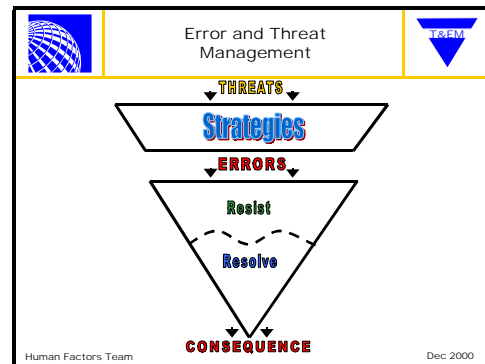 Error and Threat
Management
T&EM
THREATS
Strategies
ERRORS
Resist
Resolve
CONSEQUENCE
Human Factors Team
Dec 2000